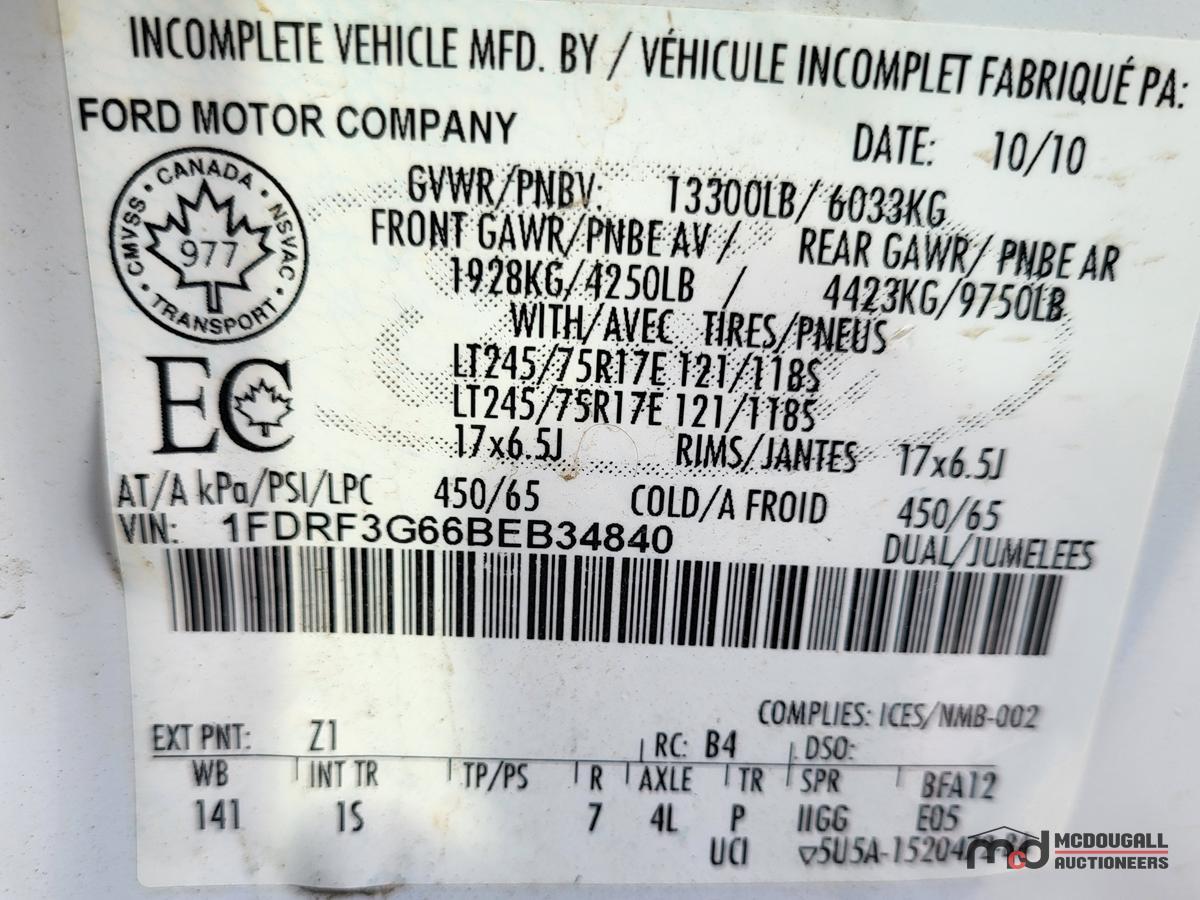 INCOMPLETE VEHICLE MFD. BY / VÉHICULE INCOMPLET FABRIQUÉ PA:
FORD MOTOR COMPANY
DATE: 10/10
CMVSS • CANADA • NSVAC • TRANSPORT •
977
GVWR/PNBV: 13300LB/ 6033KG
FRONT GAWR/PNBE AV / REAR GAWR/ PNBE AR
1928KG/4250LB / 4423KG/9750LB
WITH/AVEC TIRES/PNEUS
LT245/75R17E 121/118S
LT245/75R17E 121/118S
EC
17x6.5J RIMS/JANTES 17x6.5J
AT/A kPa/PSI/LPC 450/65 COLD/A FROID 450/65
VIN: 1FDRF3G66BEB34840
DUAL/JUMELEES
COMPLIES: ICES/NMB-002
EXT PNT: Z1 RC: B4 DSO:
WB INT TR TP/PS R AXLE TR SPR BFA12
141 1S 7 4L P IIGG E05
UCI
mcd MCDOUGALL
AUCTIONEERS